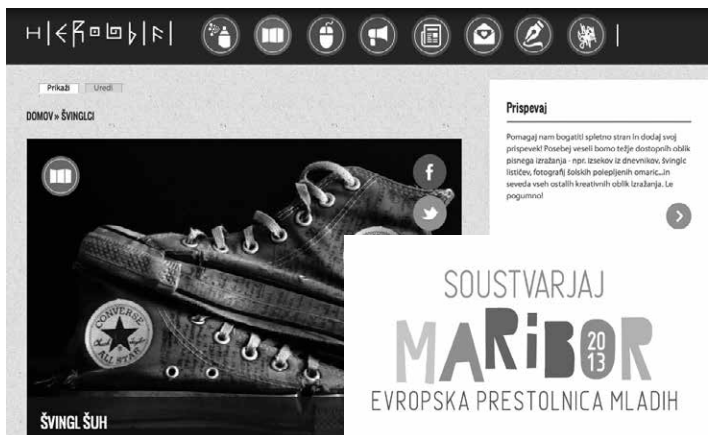 Prikaži Uredi
DOMOV» ŠVINGLCI
CONVERSE
ALL STAR
ŠVINGL ŠUH
Prispevaj
Pomagaj nam bogatiti spletno stran in dodaj svoj
prispevek! Posebej veseli bomo težje dostopnih oblik
pisnega izražanja - npr. izsekov iz dnevnikov, švinglc
lističev, fotografij šolskih polepljenih omaric...in
seveda vseh ostalih kreativnih oblik izražanja. Le
pogumno!
SOUSTVARJAJ
MARiBOR
2013
EVROPSKA PRESTOLNICA MLADIH